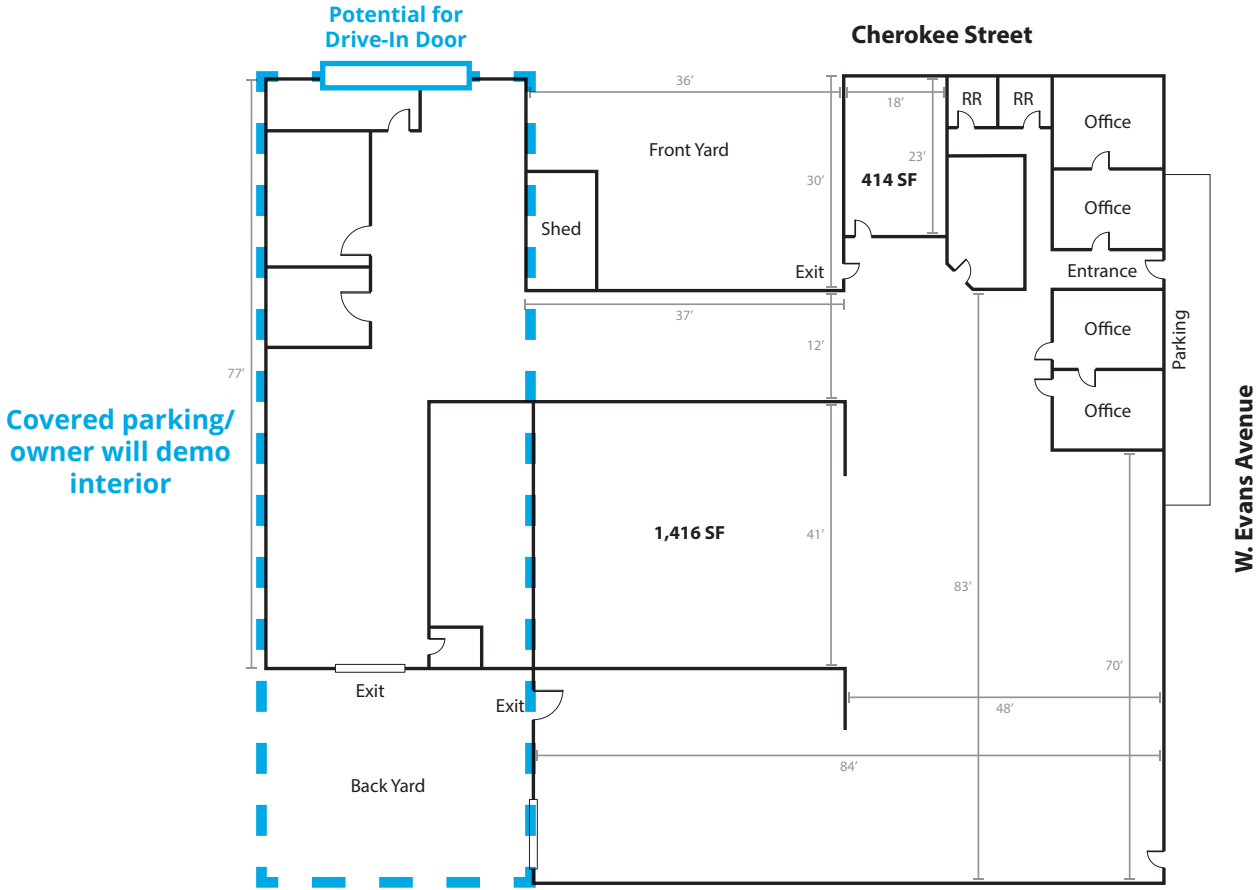 Potential for
Drive-In Door
Cherokee Street
36’
18’
RR
RR
Office
Front Yard
23’
30’
414 SF
Office
Shed
Exit
Entrance
37’
12’
Office
Parking
77’
Office
Covered parking/
owner will demo
interior
W. Evans Avenue
1,416 SF
41’
83’
70’
Exit
Exit
48’
84’
Back Yard